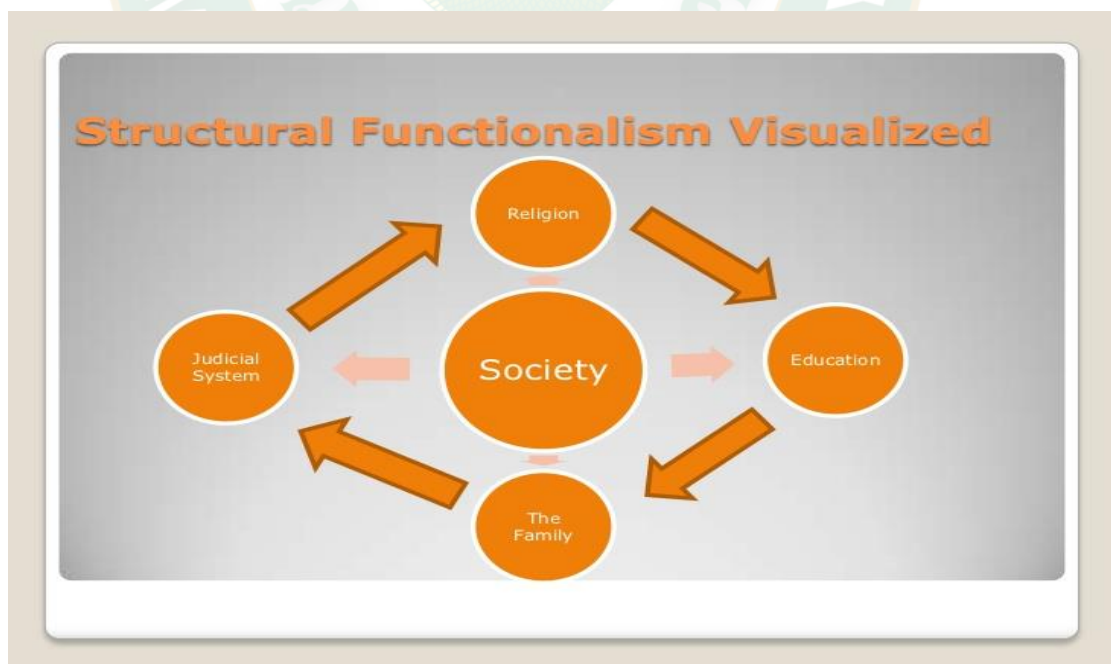 Structural Functionalism Visualized
Religion
Judicial
System
Society
Education
The
Family